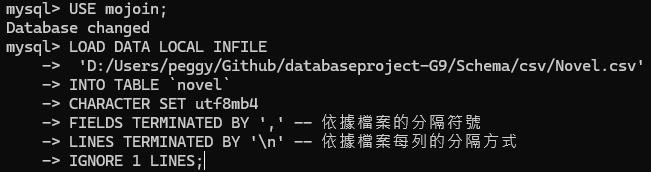 mysql> USE mojoin;
Database changed
mysql> LOAD DATA LOCAL INFILE
    ->  'D:/Users/peggy/Github/databaseproject-G9/Schema/csv/Novel.csv'
    -> INTO TABLE `novel`
    -> CHARACTER SET utf8mb4
    -> FIELDS TERMINATED BY ',' -- 依據檔案的分隔符號
    -> LINES TERMINATED BY '\n' -- 依據檔案每列的分隔方式
    -> IGNORE 1 LINES;